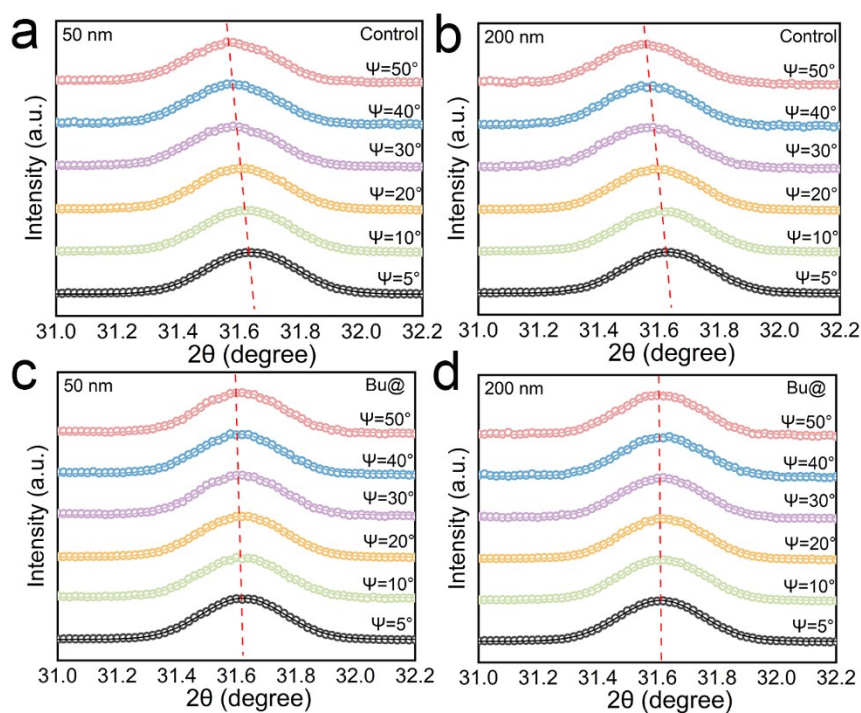 a
50 nm
Control
Ψ=50°
Ψ=40°
Ψ=30°
Ψ=20°
Ψ=10°
Ψ=5°
Intensity (a.u.)
31.0 31.2 31.4 31.6 31.8 32.0 32.2
2θ (degree)
b
200 nm
Control
Ψ=50°
Ψ=40°
Ψ=30°
Ψ=20°
Ψ=10°
Ψ=5°
Intensity (a.u.)
31.0 31.2 31.4 31.6 31.8 32.0 32.2
2θ (degree)
c
50 nm
Bu@
Ψ=50°
Ψ=40°
Ψ=30°
Ψ=20°
Ψ=10°
Ψ=5°
Intensity (a.u.)
31.0 31.2 31.4 31.6 31.8 32.0 32.2
2θ (degree)
d
200 nm
Bu@
Ψ=50°
Ψ=40°
Ψ=30°
Ψ=20°
Ψ=10°
Ψ=5°
Intensity (a.u.)
31.0 31.2 31.4 31.6 31.8 32.0 32.2
2θ (degree)